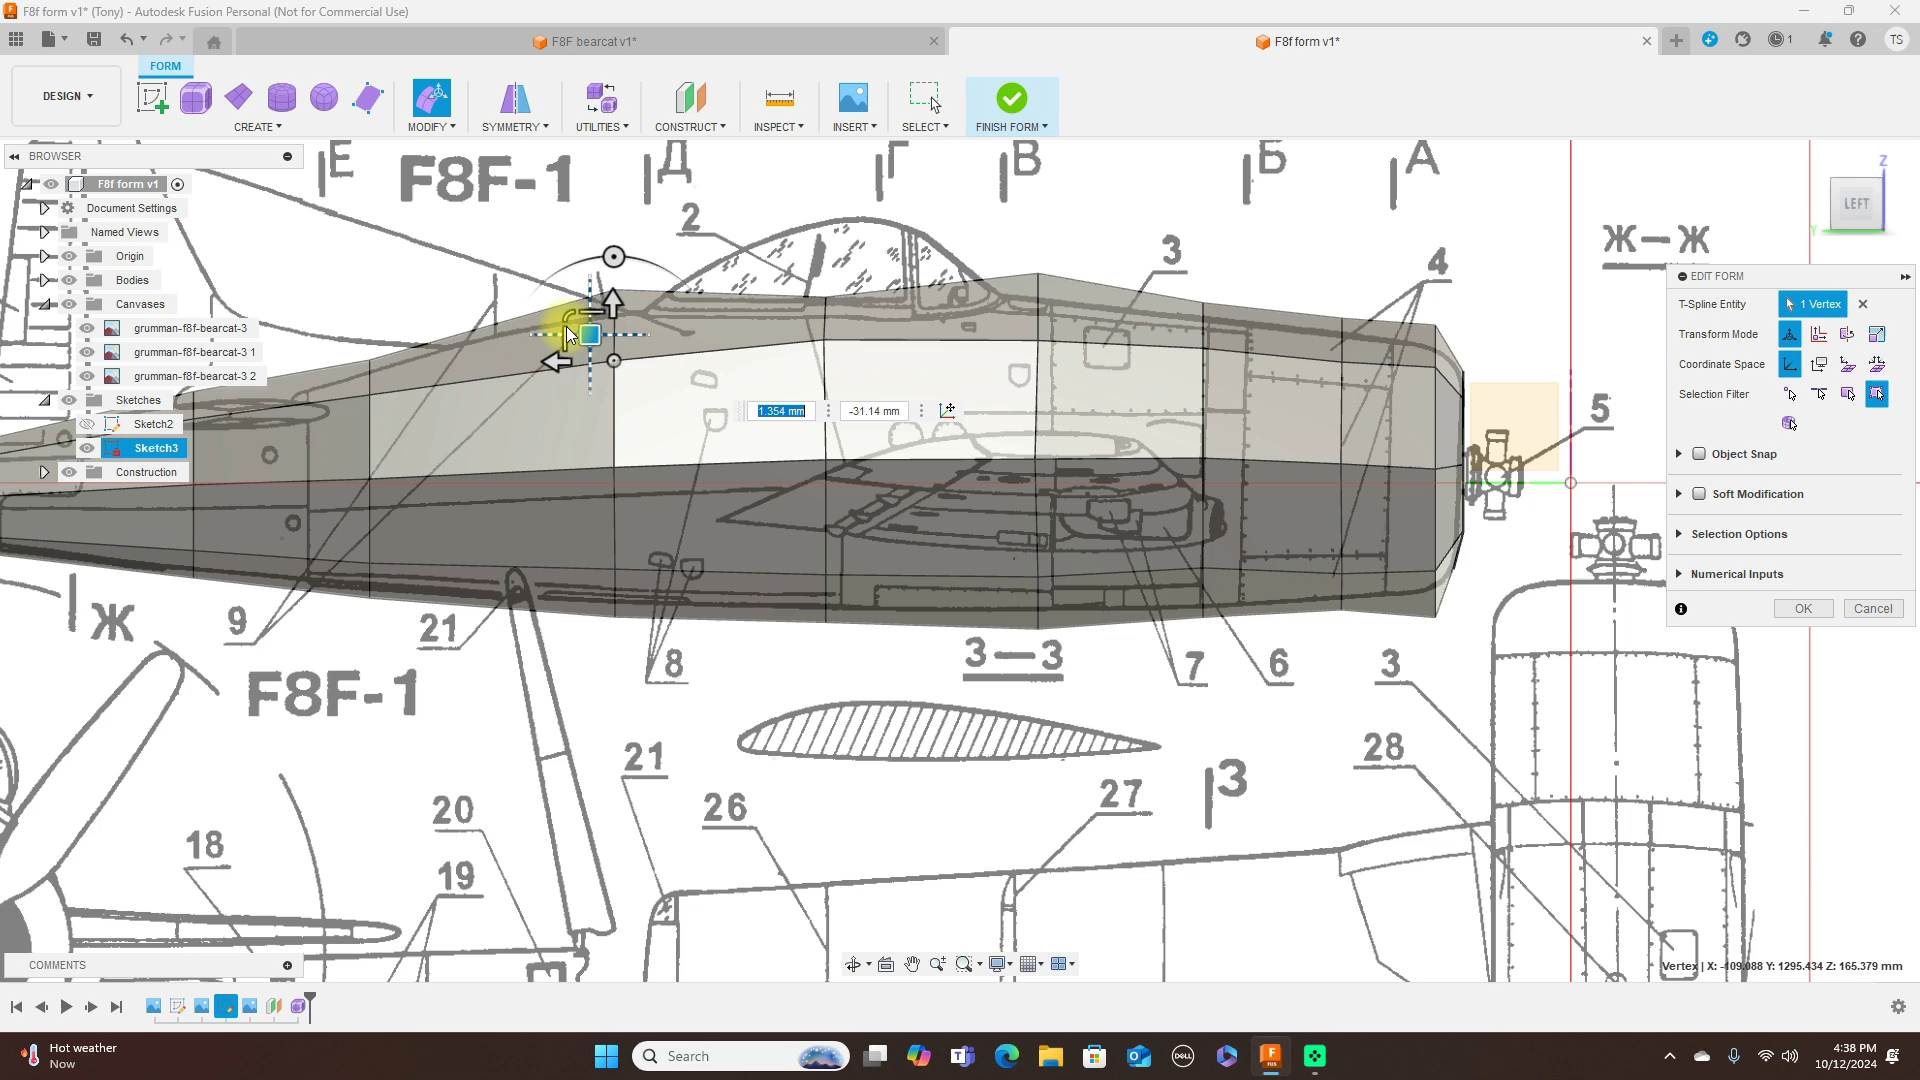 F8f form v1* (Tony) - Autodesk Fusion Personal (Not for Commercial Use)
F8F bearcat v1*
F8f form v1*
1
TS
FORM
DESIGN
CREATE
MODIFY
SYMMETRY
UTILITIES
CONSTRUCT
INSPECT
INSERT
SELECT
FINISH FORM
BROWSER
F8f form v1
Document Settings
Named Views
Origin
Bodies
Canvases
grumman-f8f-bearcat-3
grumman-f8f-bearcat-3 1
grumman-f8f-bearcat-3 2
Sketches
Sketch2
Sketch3
Construction
Е
F8F-1
Д
Г
В
Б
А
2
3
4
5
Ж—Ж
LEFT
Z
Y
1.354 mm
-31.14 mm
EDIT FORM
T-Spline Entity
1 Vertex
Transform Mode
Coordinate Space
Selection Filter
Object Snap
Soft Modification
Selection Options
Numerical Inputs
OK
Cancel
Ж
9
21
8
3—3
7
6
3
F8F-1
28
21
26
27
3
20
18
19
COMMENTS
Vertex | X: -109.088 Y: 1295.434 Z: 165.379 mm
Hot weather
Now
Search
DELL
FUS
4:38 PM
10/12/2024